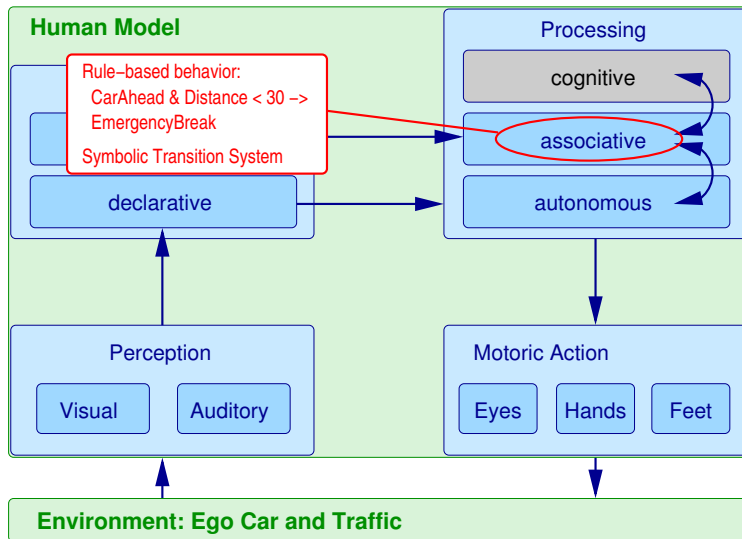 Human Model
Processing
Rule−based behavior:
CarAhead & Distance < 30 −>
EmergencyBreak
Symbolic Transition System
cognitive
associative
declarative
autonomous
Perception
Motoric Action
Visual
Auditory
Eyes
Hands
Feet
Environment: Ego Car and Traffic